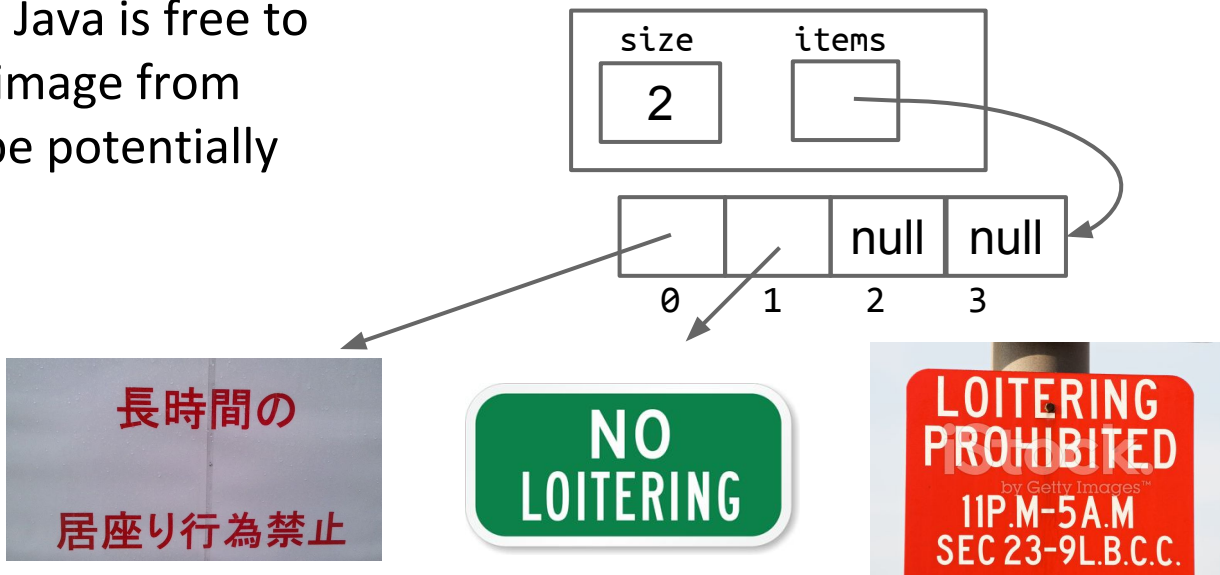 Java is free to
image from
be potentially
size items
2
null null
0 1 2 3
長時間の
居座り行為禁止
NO
LOITERING
LOITERING
PROHIBITED
iStock.
by Getty Images™
11P.M-5A.M
SEC 23-9L.B.C.C.